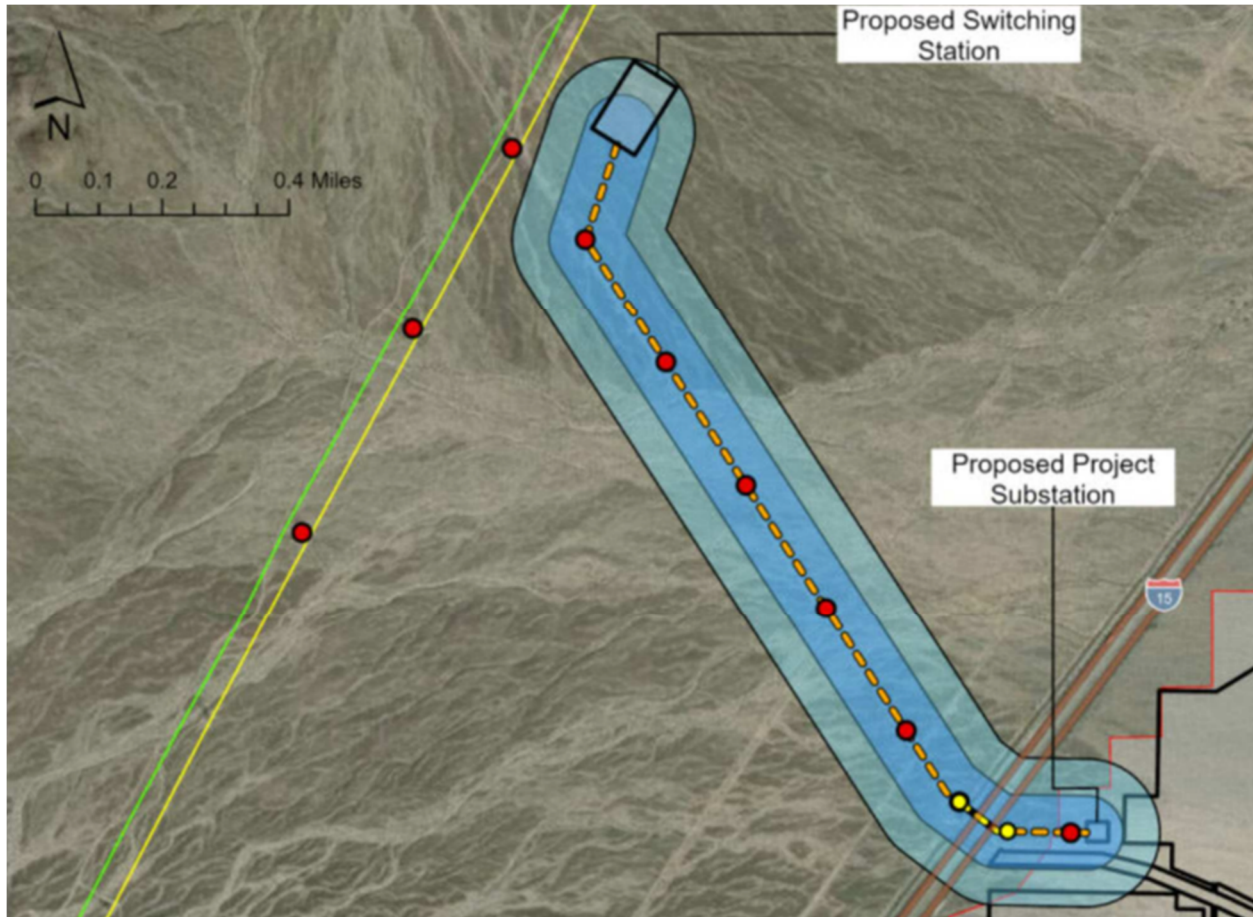 Proposed Switching
Station
N
0 0.1 0.2 0.4 Miles
Proposed Project
Substation
15